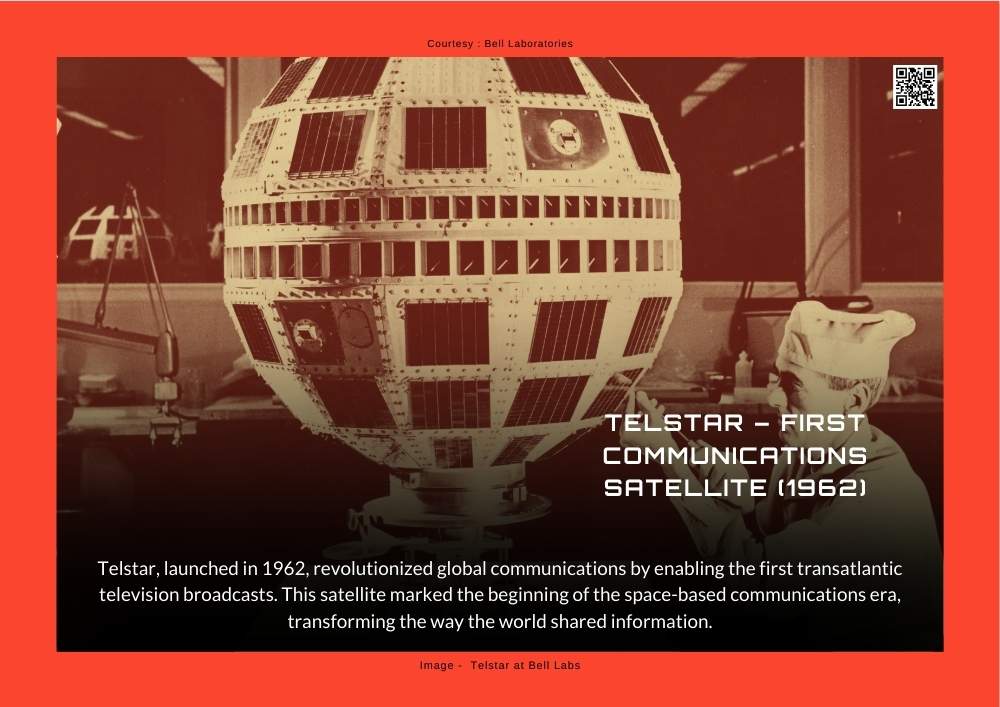 Courtesy : Bell Laboratories
TELSTAR – FIRST
COMMUNICATIONS
SATELLITE (1962)
Telstar, launched in 1962, revolutionized global communications by enabling the first transatlantic
television broadcasts. This satellite marked the beginning of the space-based communications era,
transforming the way the world shared information.
Image - Telstar at Bell Labs